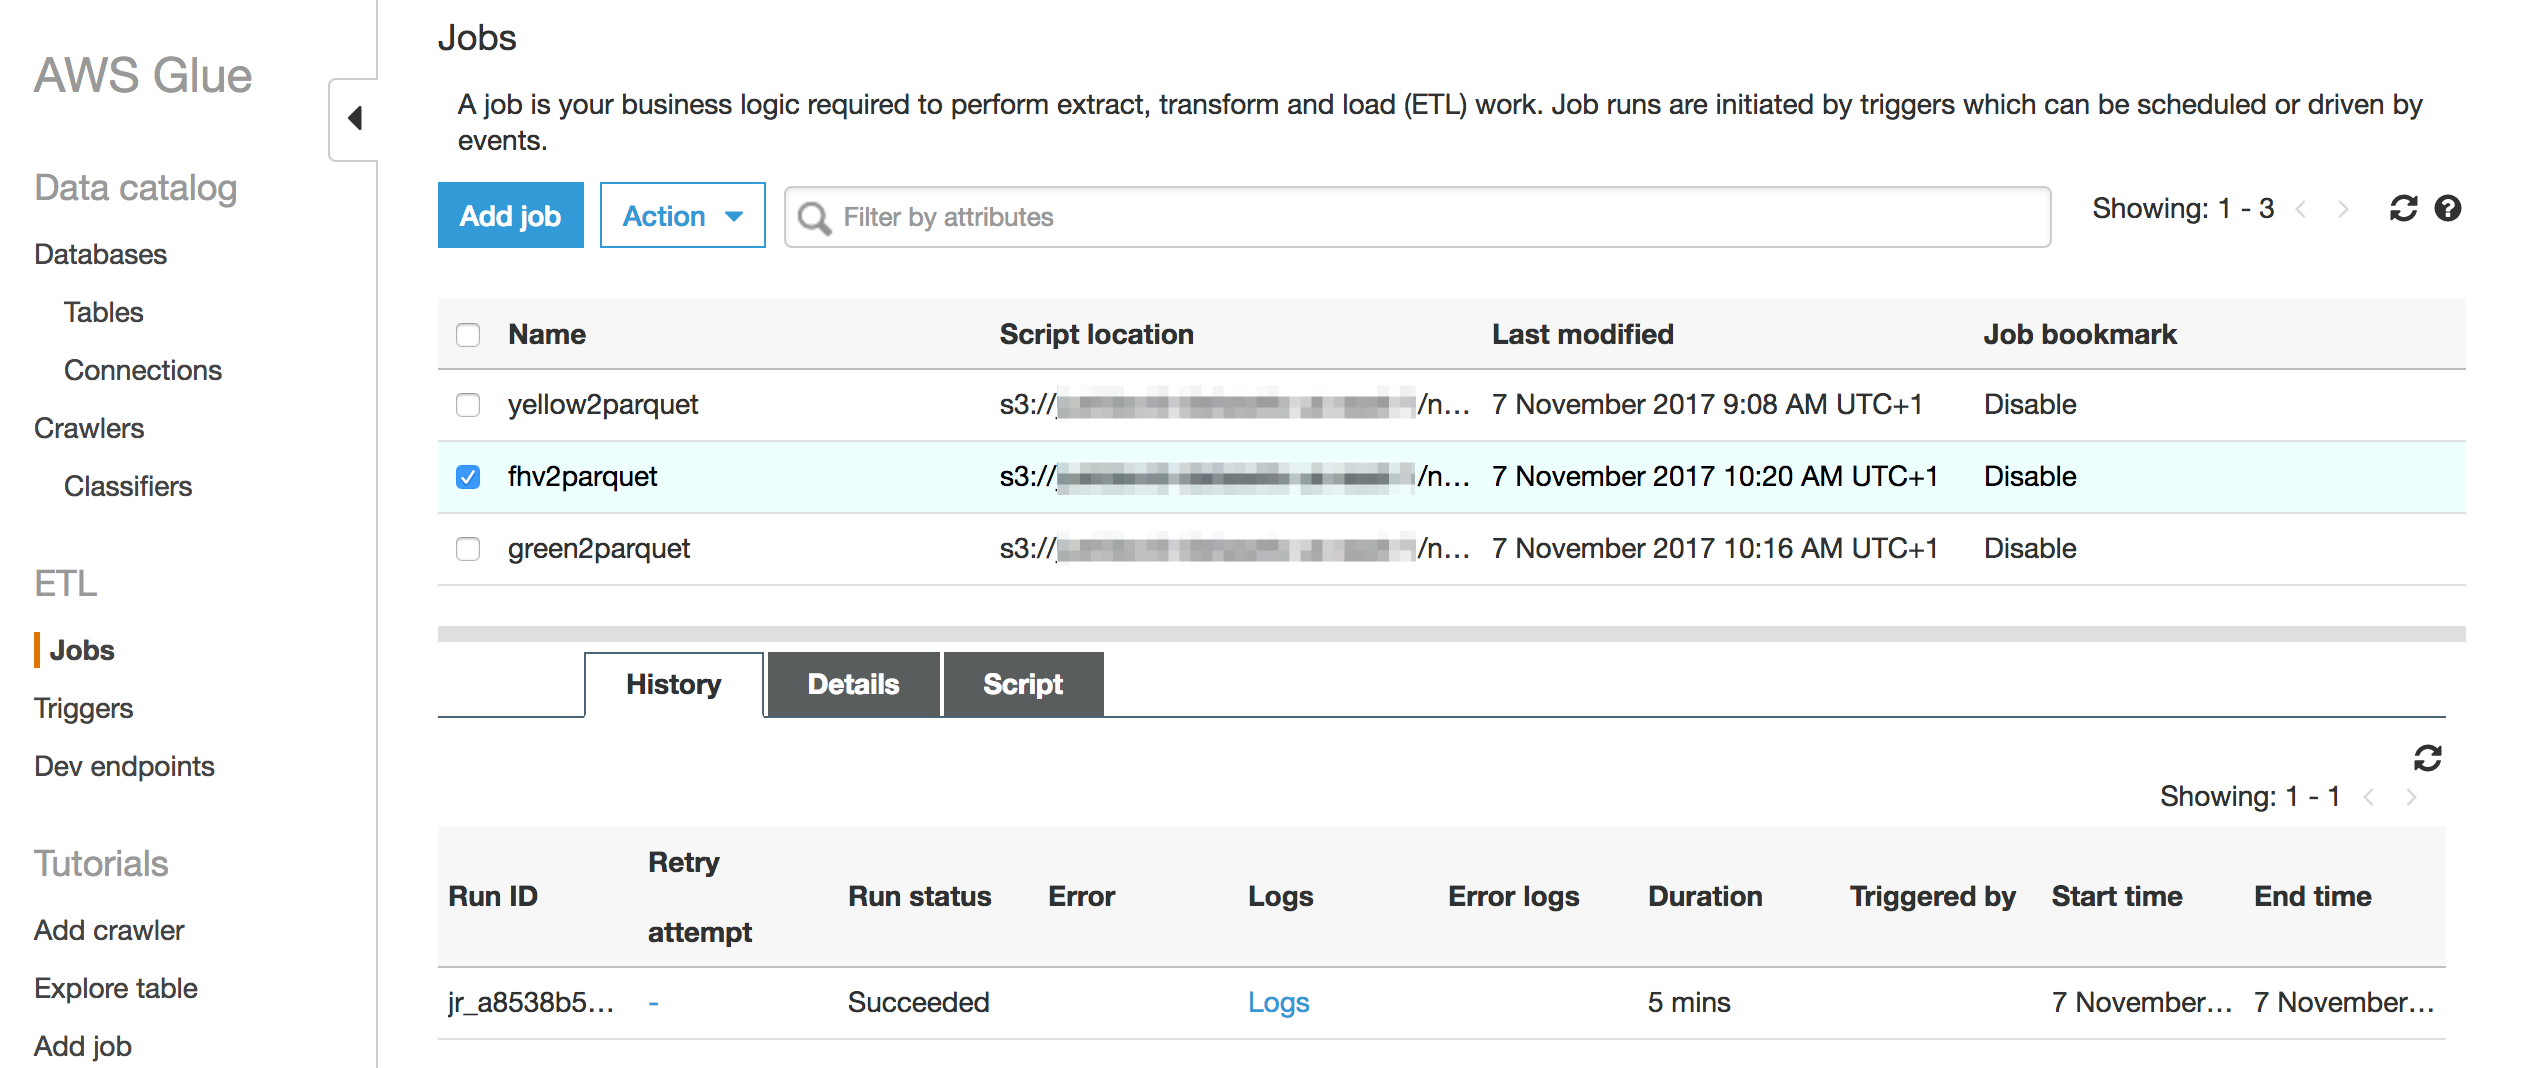 AWS Glue
Data catalog
Databases
Tables
Connections
Crawlers
Classifiers
ETL
Jobs
Triggers
Dev endpoints
Tutorials
Add crawler
Explore table
Add job
Jobs
A job is your business logic required to perform extract, transform and load (ETL) work. Job runs are initiated by triggers which can be scheduled or driven by
events.
Add job Action Filter by attributes Showing: 1 - 3
Name Script location Last modified Job bookmark
yellow2parquet s3:// /n... 7 November 2017 9:08 AM UTC+1 Disable
fhv2parquet s3:// /n... 7 November 2017 10:20 AM UTC+1 Disable
green2parquet s3:// /n... 7 November 2017 10:16 AM UTC+1 Disable
History Details Script
Showing: 1 - 1
Run ID Retry attempt Run status Error Logs Error logs Duration Triggered by Start time End time
jr_a8538b5... - Succeeded Logs 5 mins 7 November... 7 November...